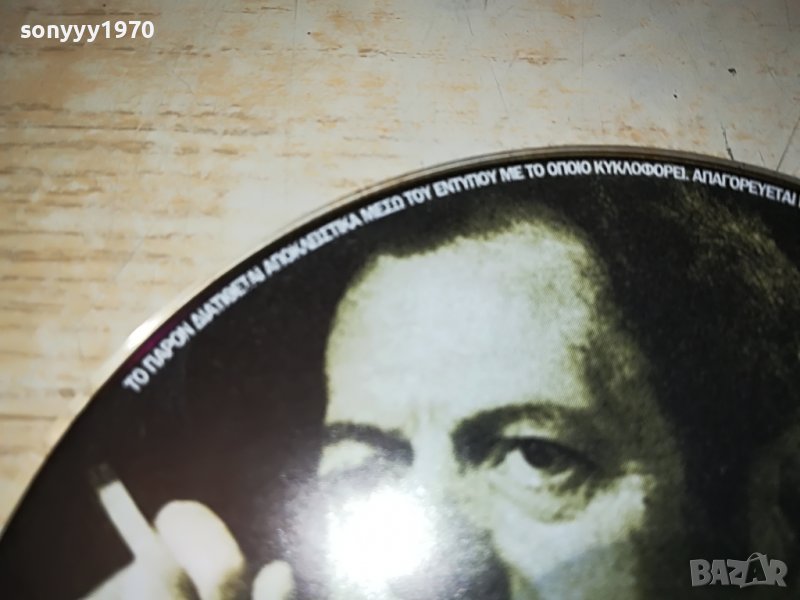 sonyyy1970
ΤΟ ΠΑΡΟΝ ΔΙΑΤΙΘΕΤΑΙ ΑΠΟΚΛΕΙΣΤΙΚΑ ΜΕΣΩ ΤΟΥ ΕΝΤΥΠΟΥ ΜΕ ΤΟ ΟΠΟΙΟ ΚΥΚΛΟΦΟΡΕΙ. ΑΠΑΓΟΡΕΥΕΤΑΙ
BAZAR